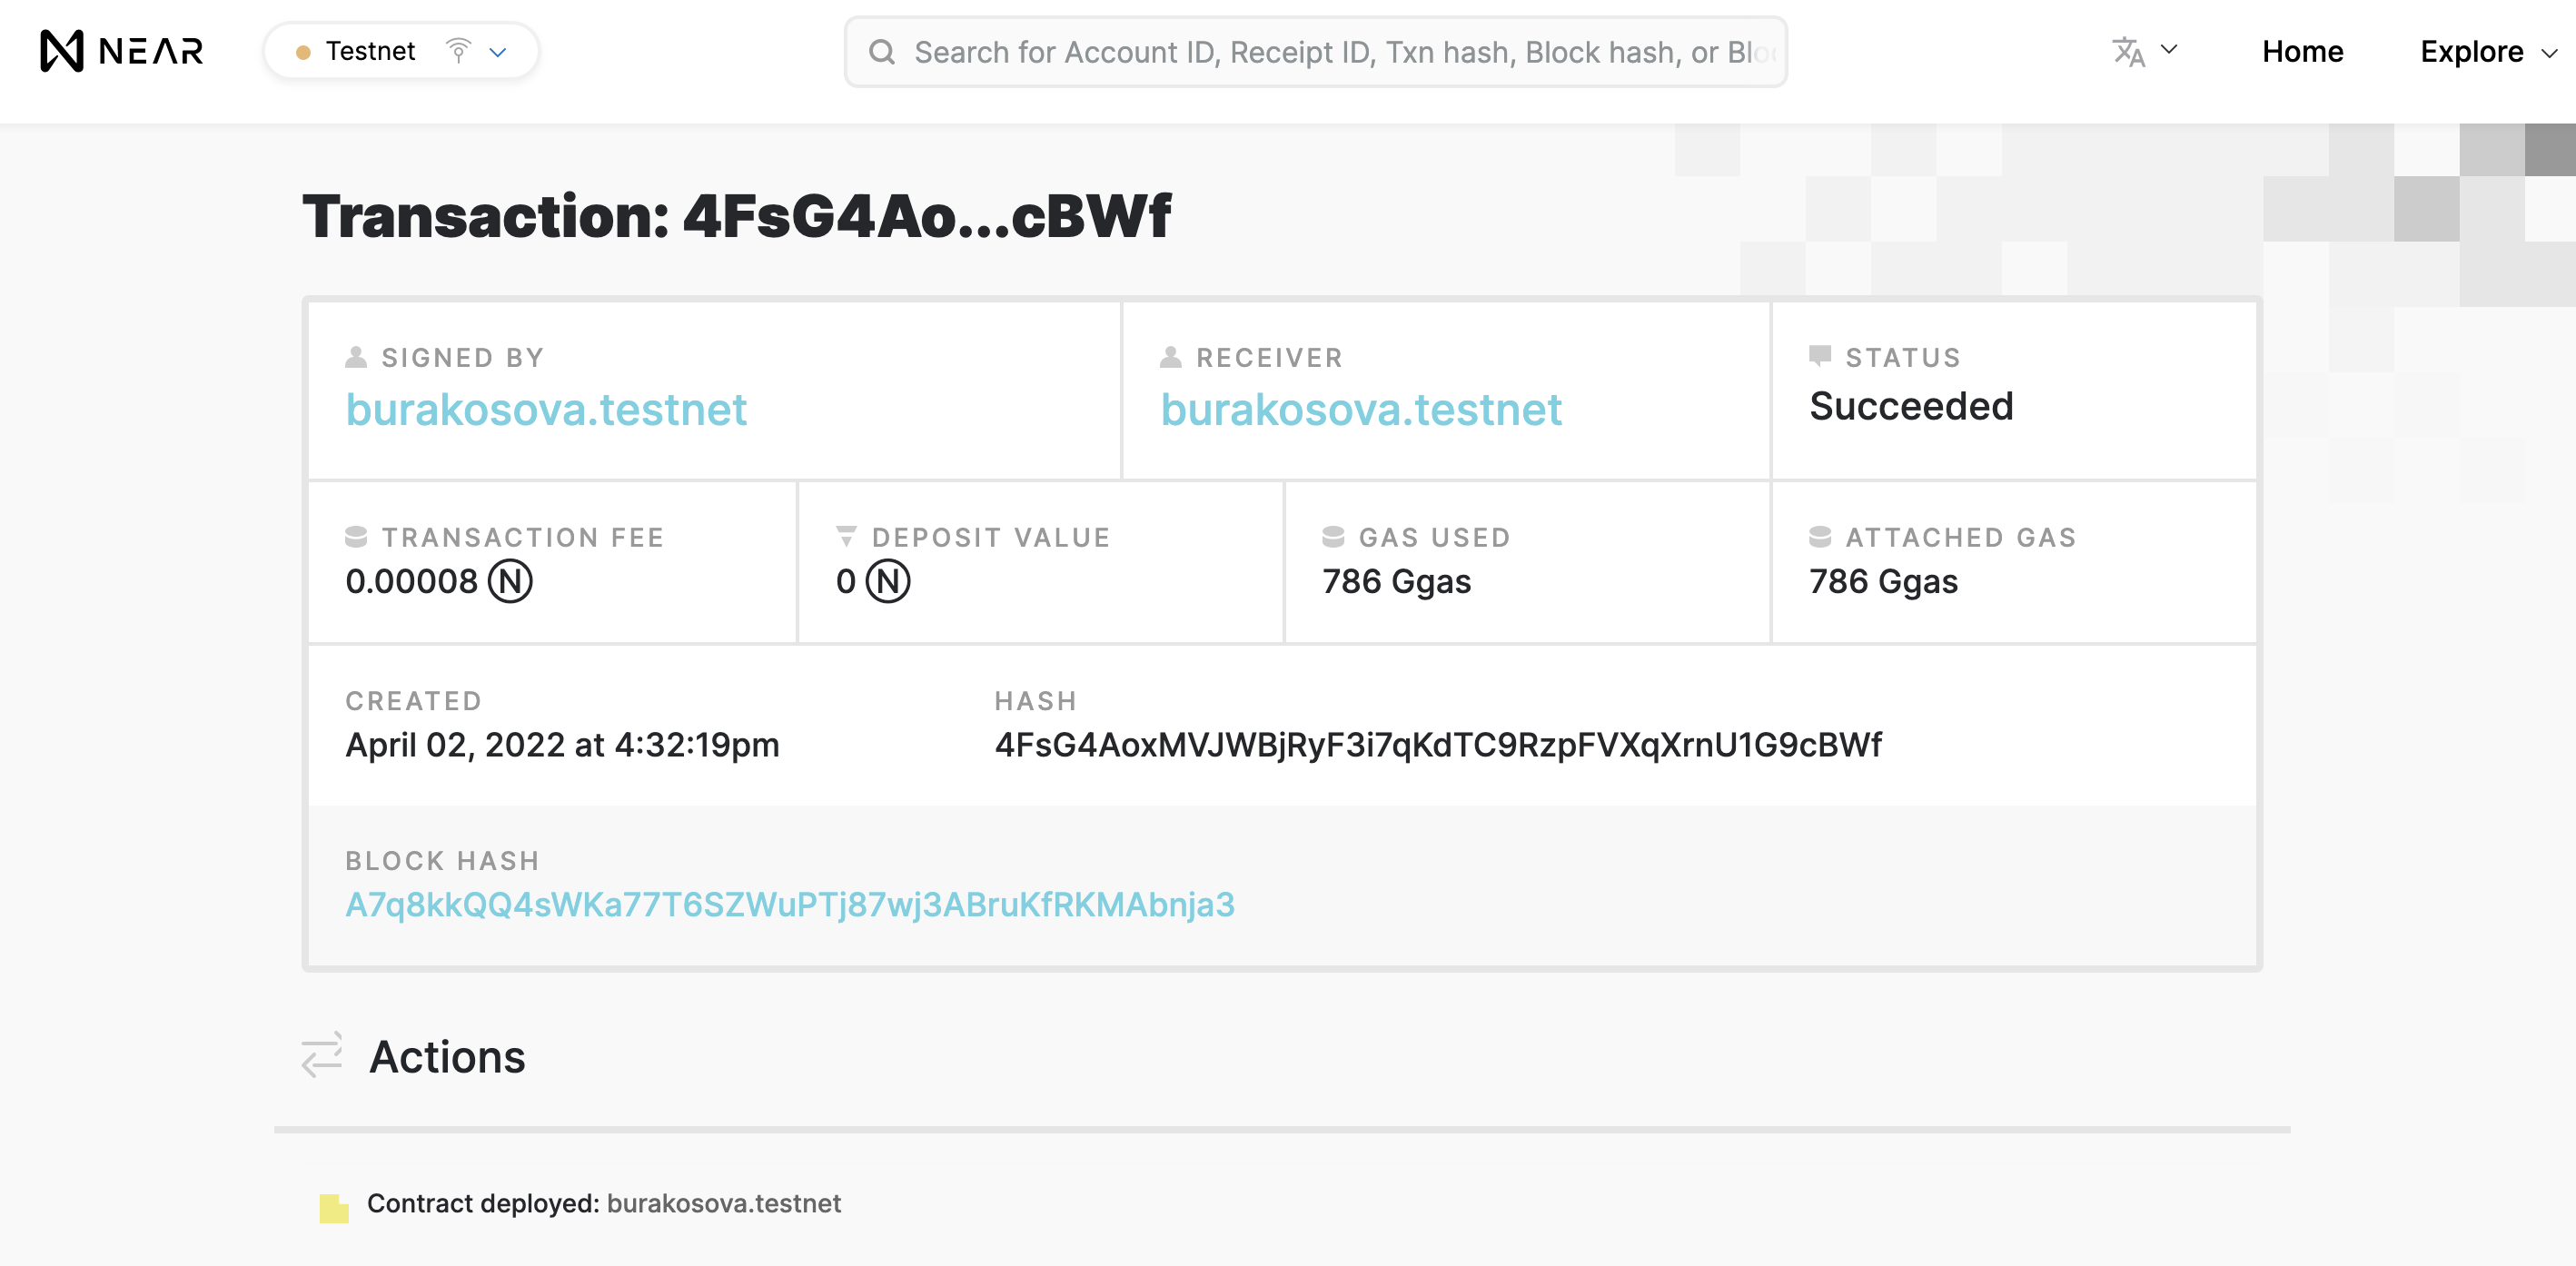 NEAR Testnet Search for Account ID, Receipt ID, Txn hash, Block hash, or Blo Home Explore
Transaction: 4FsG4Ao...cBWf
SIGNED BY RECEIVER STATUS
burakosova.testnet burakosova.testnet Succeeded
TRANSACTION FEE DEPOSIT VALUE GAS USED ATTACHED GAS
0.00008 Ⓝ 0 Ⓝ 786 Ggas 786 Ggas
CREATED HASH
April 02, 2022 at 4:32:19pm 4FsG4AoxMVJWBjRyF3i7qKdTC9RzpFVXqXrnU1G9cBWf
BLOCK HASH
A7q8kkQQ4sWKa77T6SZWuPTj87wj3ABruKfRKMAbnja3
Actions
Contract deployed: burakosova.testnet